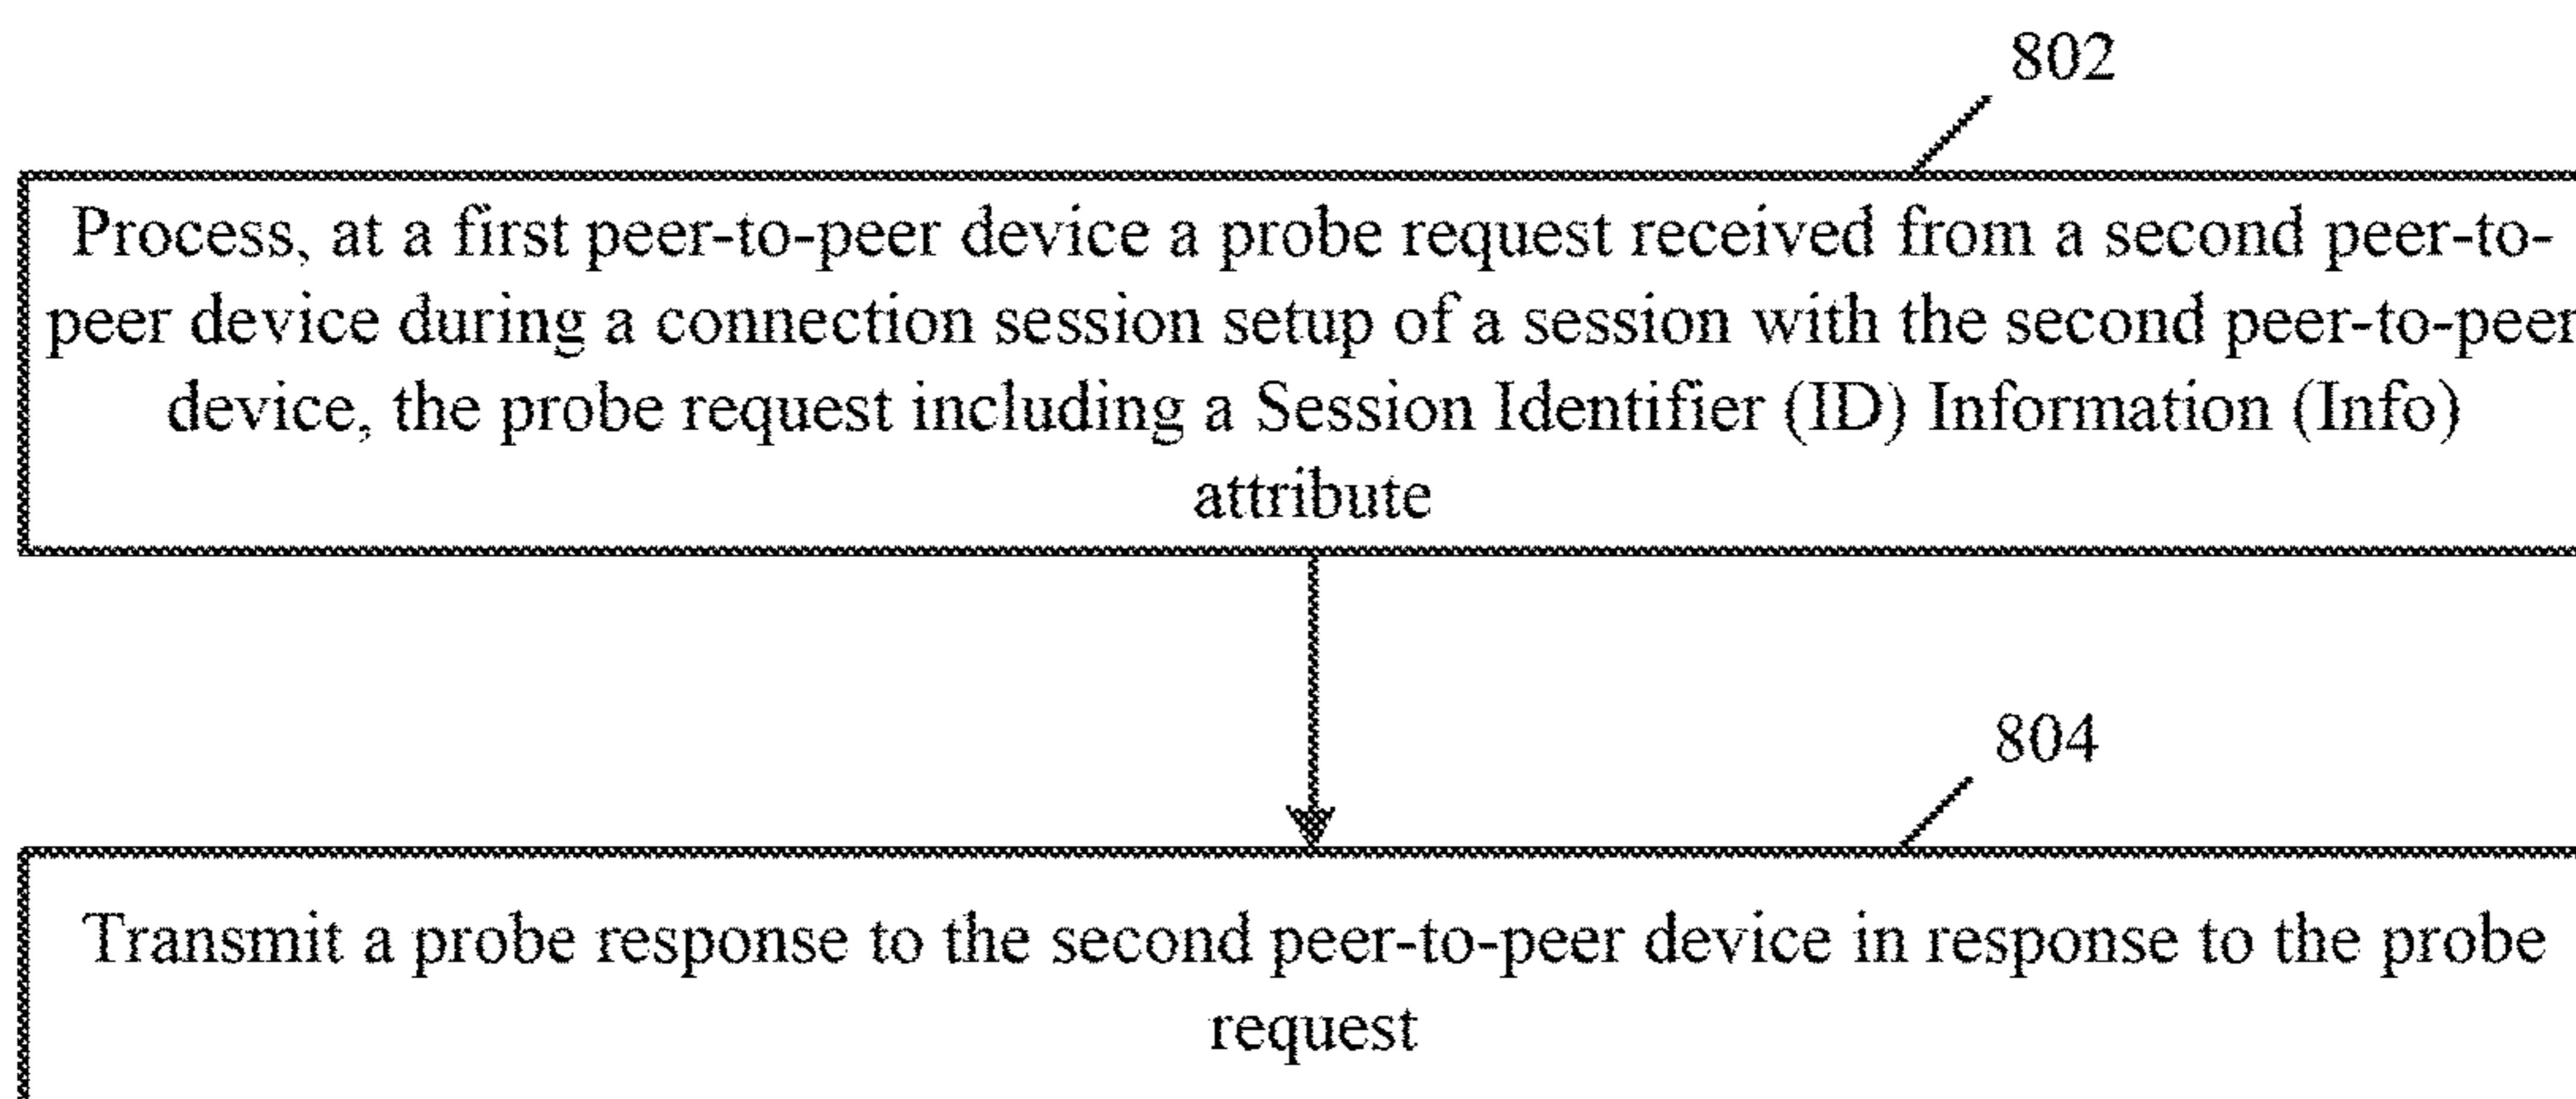 802
Process, at a first peer-to-peer device a probe request received from a second peer-to-
peer device during a connection session setup of a session with the second peer-to-peer
device, the probe request including a Session Identifier (ID) Information (Info)
attribute
804
Transmit a probe response to the second peer-to-peer device in response to the probe
request